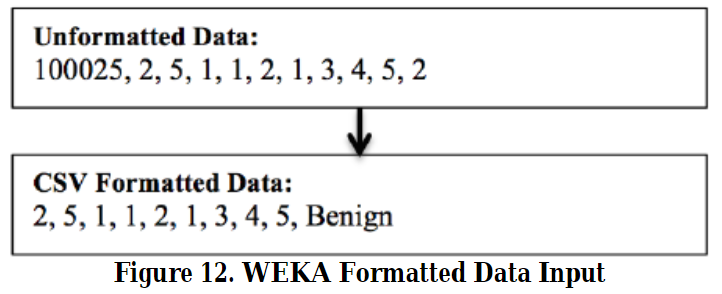 Unformatted Data:
100025, 2, 5, 1, 1, 2, 1, 3, 4, 5, 2
CSV Formatted Data:
2, 5, 1, 1, 2, 1, 3, 4, 5, Benign
Figure 12. WEKA Formatted Data Input